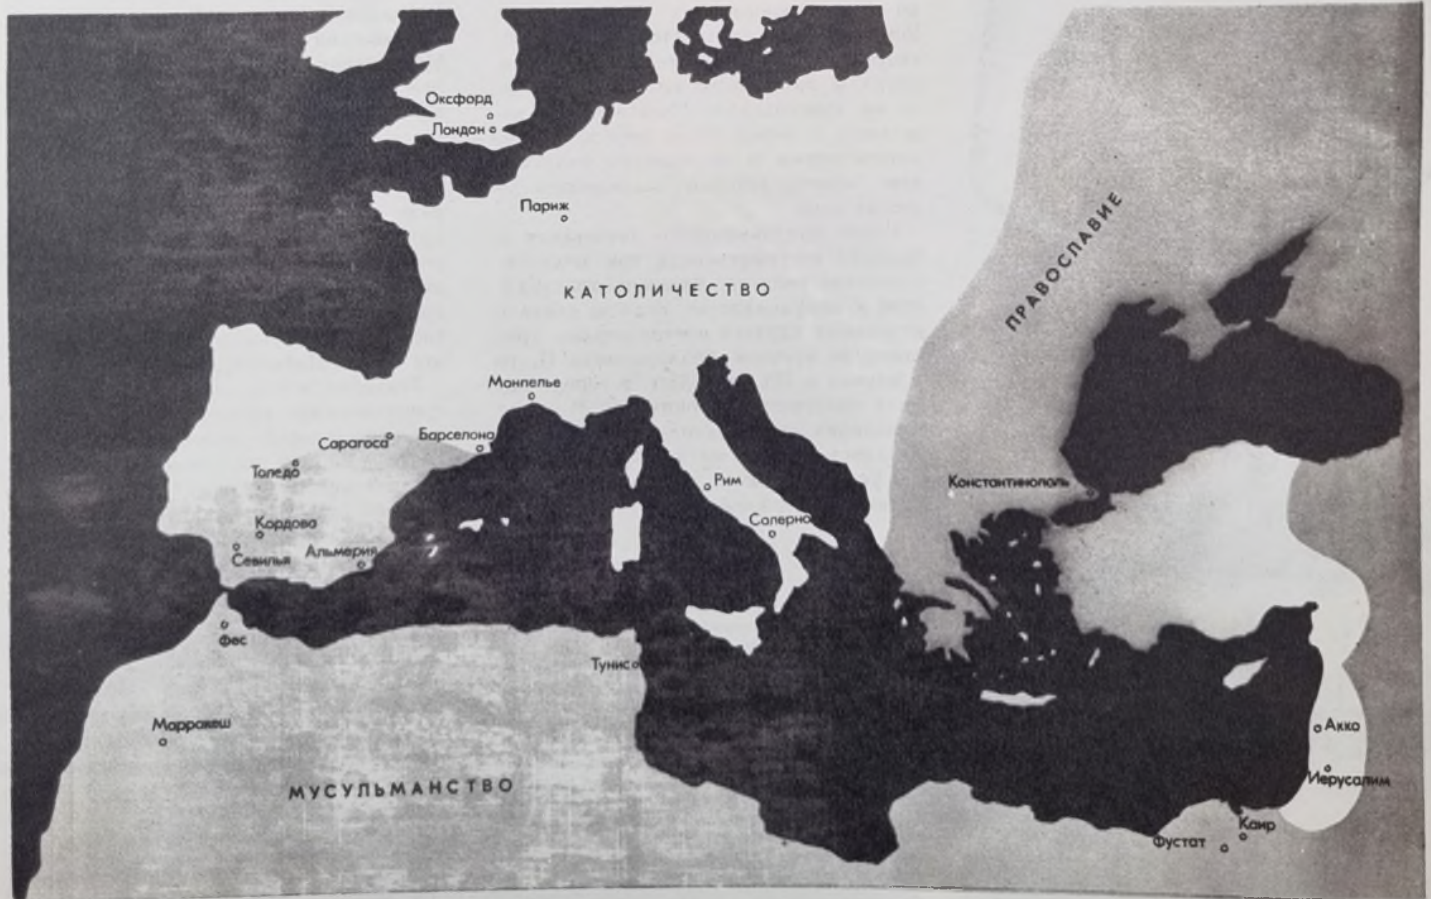 Оксфорд
Лондон
Париж
КАТОЛИЧЕСТВО
ПРАВОСЛАВИЕ
Монпелье
Сарагоса
Барселона
Толедо
Рим
Константинополь
Кордова
Салерно
Севилья
Альмерия
Фес
Тунис
Марракеш
Акко
Иерусалим
МУСУЛЬМАНСТВО
Каир
Фустат